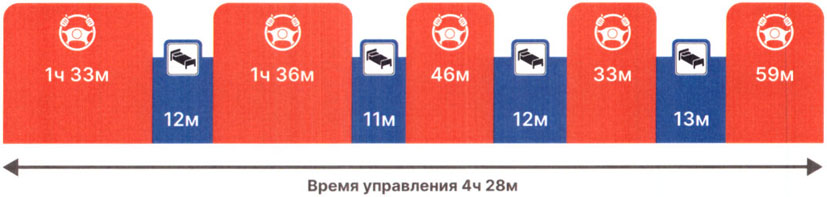 1ч 33м 1ч 36м 46м 33м 59м
12м 11м 12м 13м
Время управления 4ч 28м